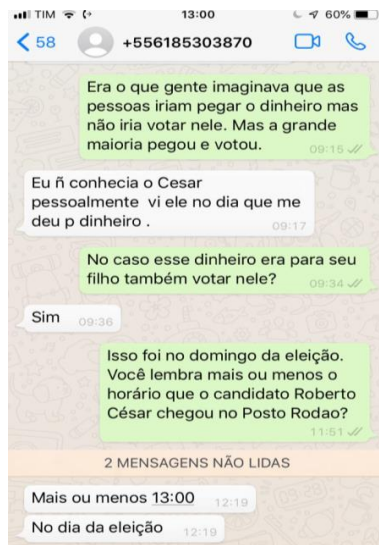 TIM 13:00 60%
58 +556185303870
Era o que gente imaginava que as
pessoas iriam pegar o dinheiro mas
não iria votar nele. Mas a grande
maioria pegou e votou.
09:15
Eu ñ conhecia o Cesar
pessoalmente vi ele no dia que me
deu p dinheiro .
09:17
No caso esse dinheiro era para seu
filho também votar nele?
09:34
Sim 09:36
Isso foi no domingo da eleição.
Você lembra mais ou menos o
horário que o candidato Roberto
César chegou no Posto Rodao?
11:51
2 MENSAGENS NÃO LIDAS
Mais ou menos 13:00 12:19
No dia da eleição 12:19